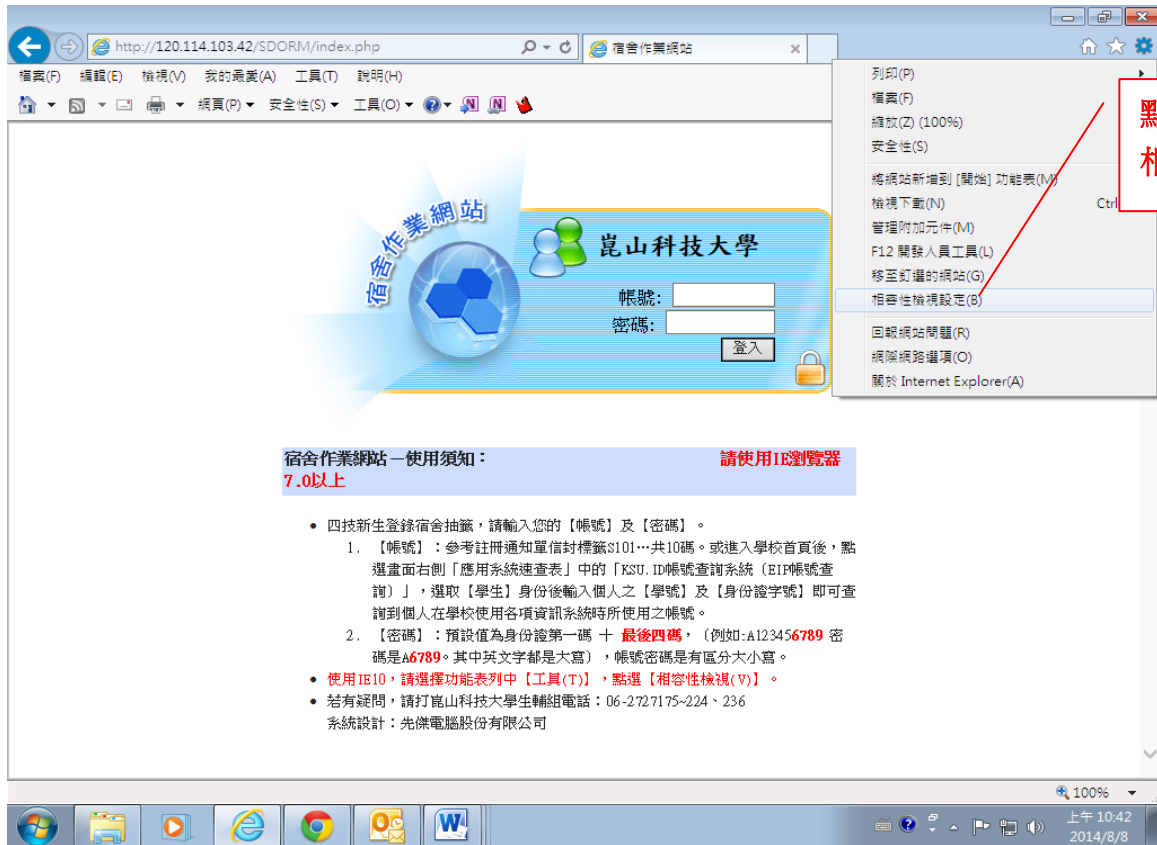 http://120.114.103.42/SDORM/index.php
宿舍作業網站
檔案(F) 編輯(E) 檢視(V) 我的最愛(A) 工具(T) 說明(H)
網頁(P) 安全性(S) 工具(O)
列印(P)
檔案(F)
縮放(Z) (100%)
安全性(S)
將網站新增到 [開始] 功能表(M)
檢視下載(N) Ctrl
管理附加元件(M)
F12 開發人員工具(L)
移至釘選的網站(G)
相容性檢視設定(B)
回報網站問題(R)
網際網路選項(O)
關於 Internet Explorer(A)
點
相
宿舍作業網站
崑山科技大學
帳號:
密碼:
登入
宿舍作業網站－使用須知： 請使用IE瀏覽器
7.0以上
• 四技新生登錄宿舍抽籤，請輸入您的【帳號】及【密碼】。
1. 【帳號】：參考註冊通知單信封標籤S101…共10碼。或進入學校首頁後，點
選畫面右側「應用系統速查表」中的「KSU.ID帳號查詢系統（EIP帳號查
詢）」，選取【學生】身份後輸入個人之【學號】及【身份證字號】即可查
詢到個人在學校使用各項資訊系統時所使用之帳號。
2. 【密碼】：預設值為身份證第一碼 ＋ 最後四碼，（例如:A123456789 密
碼是A6789。其中英文字都是大寫），帳號密碼是有區分大小寫。
• 使用IE10，請選擇功能表列中【工具(T)】，點選【相容性檢視(V)】。
• 若有疑問，請打崑山科技大學生輔組電話：06-2727175~224、236
系統設計：先傑電腦股份有限公司
100%
上午 10:42
2014/8/8